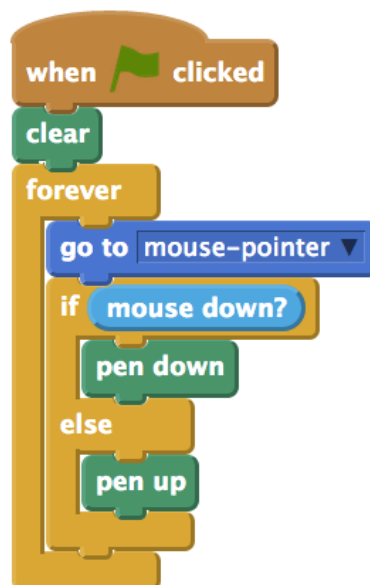 when clicked
clear
forever
go to mouse-pointer
if mouse down?
pen down
else
pen up